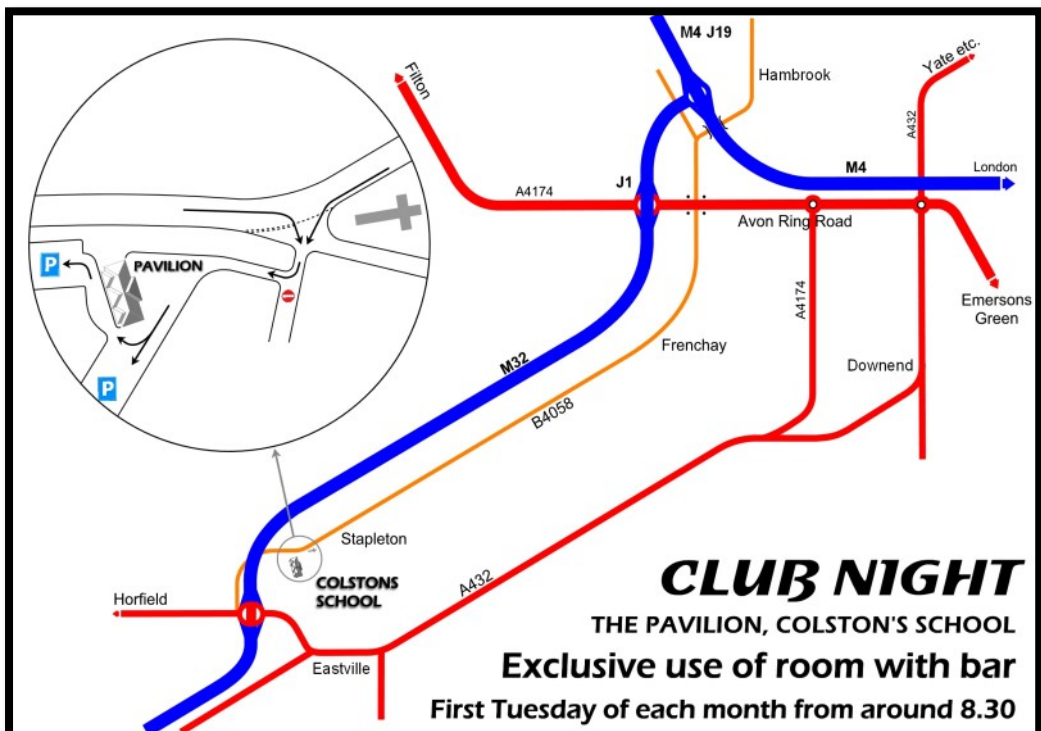 M4 J19
Hambrook
Yate etc.
Filton
A432
M4
London
J1
A4174
Avon Ring Road
P
PAVILION
A4174
Emersons
Green
Frenchay
Downend
M32
P
B4058
Stapleton
COLSTONS
SCHOOL
A432
Horfield
Eastville
CLUB NIGHT
THE PAVILION, COLSTON'S SCHOOL
Exclusive use of room with bar
First Tuesday of each month from around 8.30